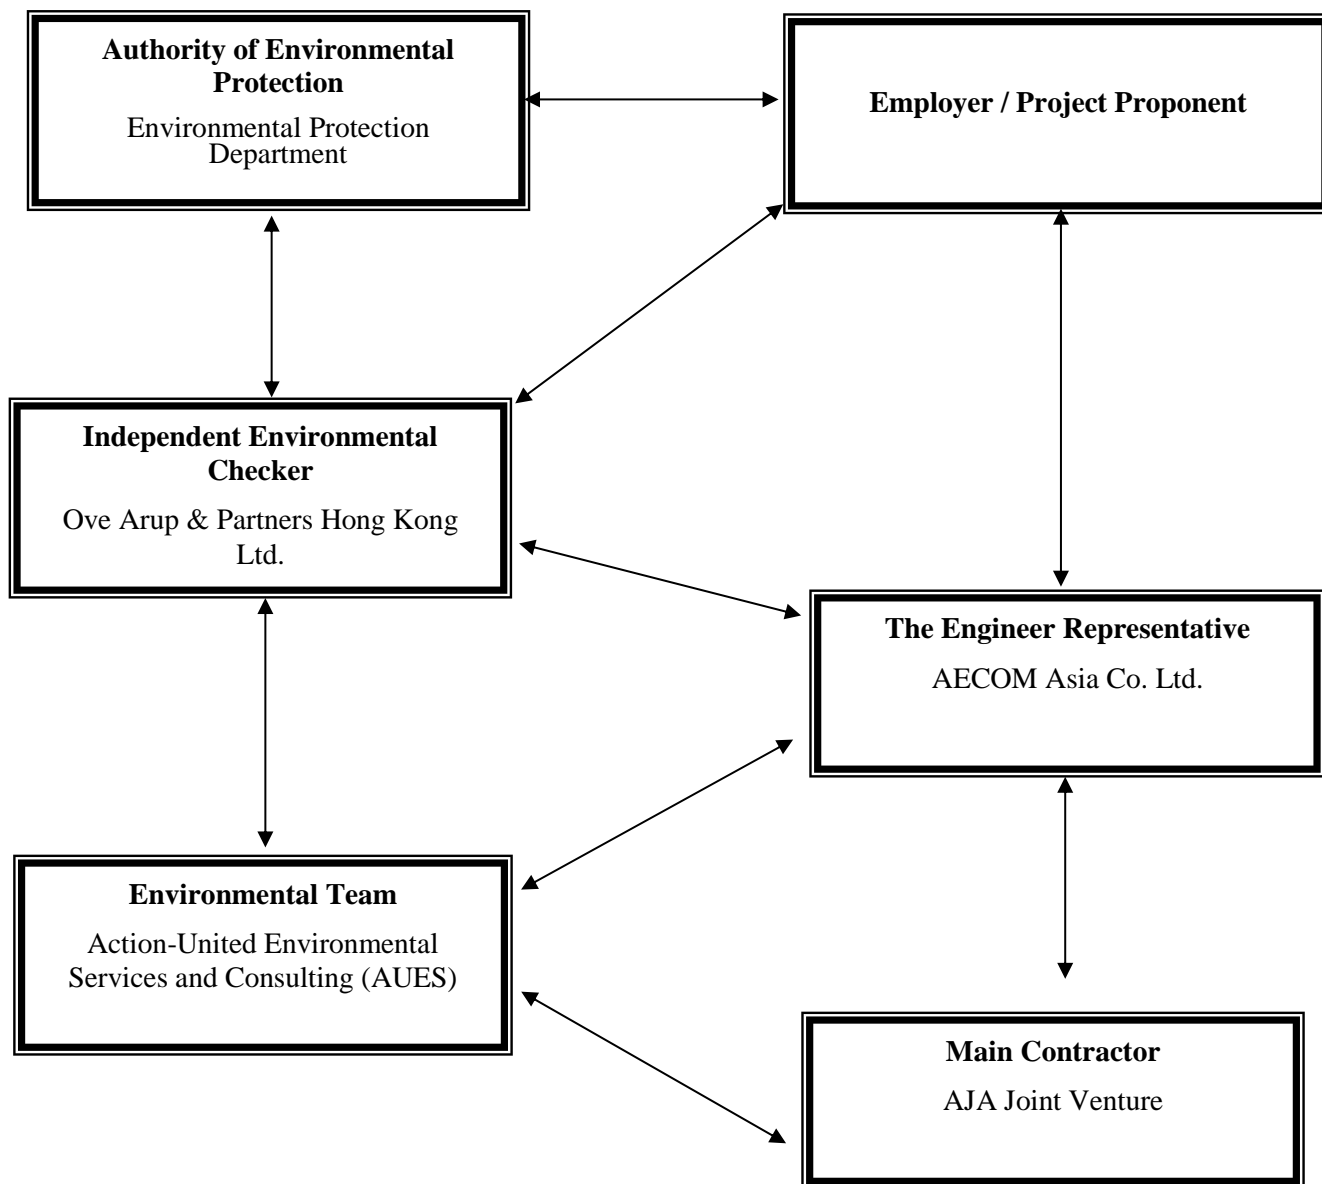 Authority of Environmental
Protection
Environmental Protection
Department
Employer / Project Proponent
Independent Environmental
Checker
Ove Arup & Partners Hong Kong
Ltd.
The Engineer Representative
AECOM Asia Co. Ltd.
Environmental Team
Action-United Environmental
Services and Consulting (AUES)
Main Contractor
AJA Joint Venture